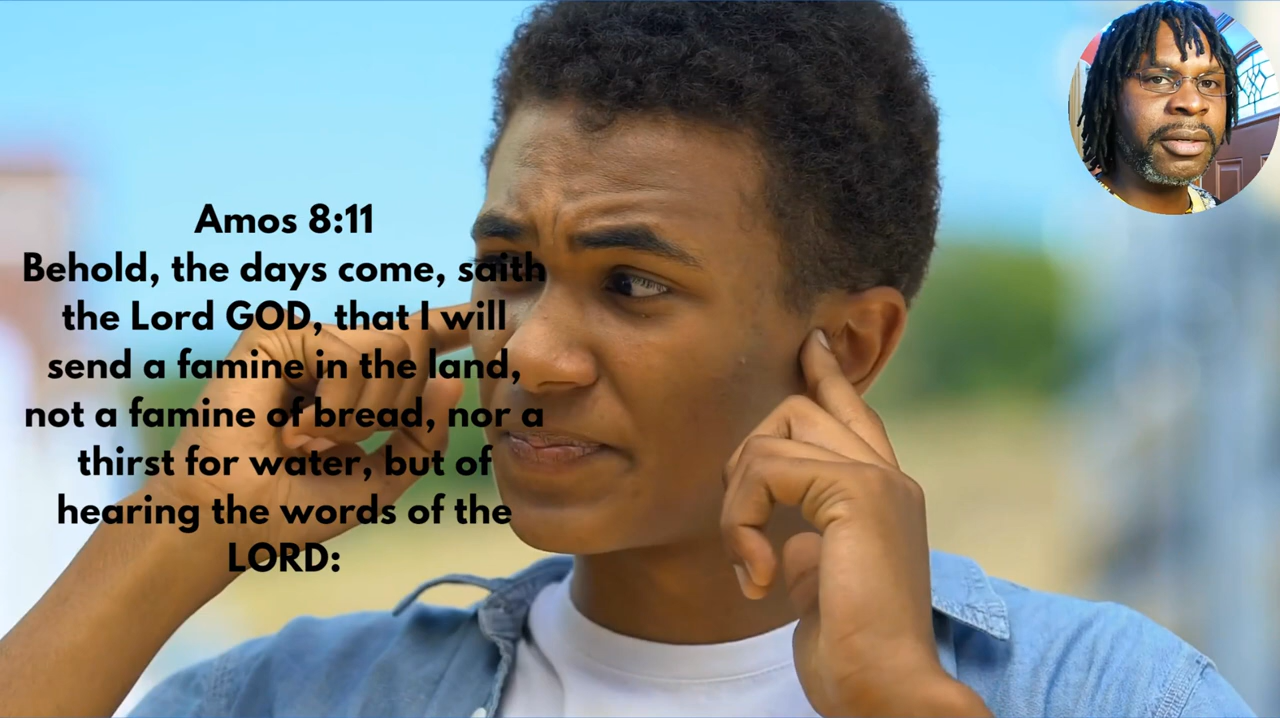 Amos 8:11
Behold, the days come, saith
the Lord GOD, that I will
send a famine in the land,
not a famine of bread, nor a
thirst for water, but of
hearing the words of the
LORD: